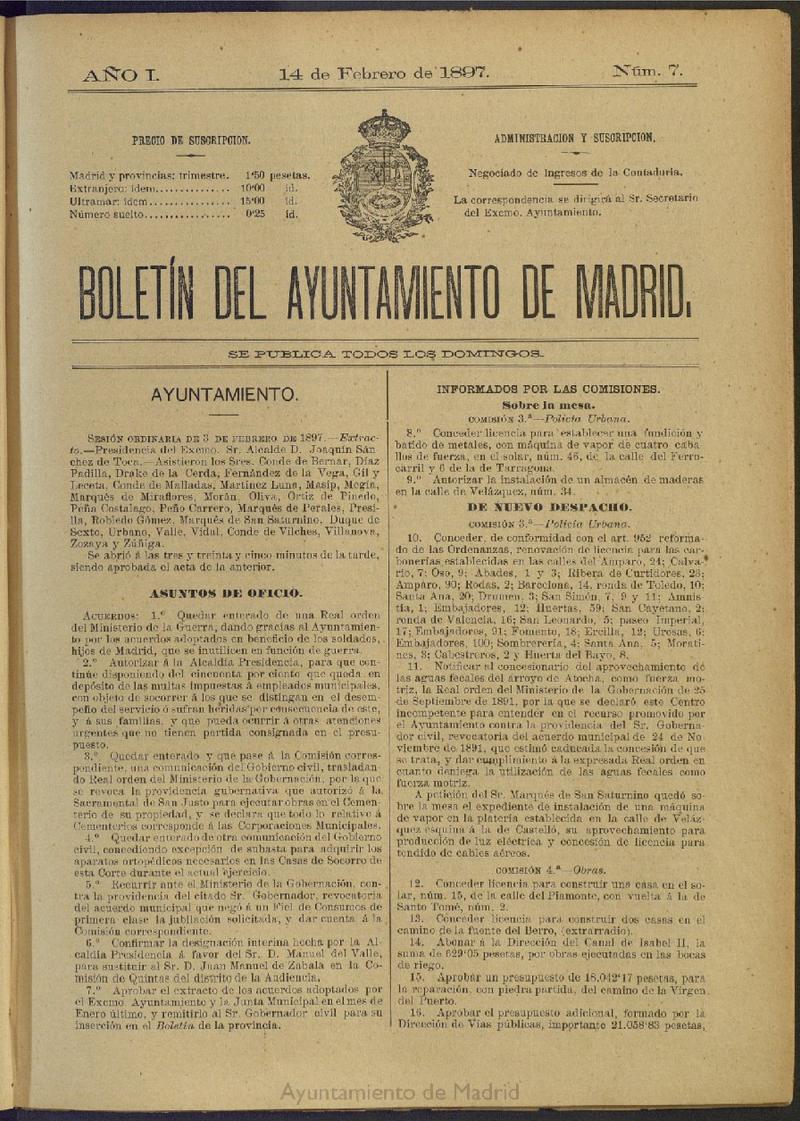 AÑO I.
14 de Febrero de 1897.
Núm. 7.
PRECIO DE SUSCRIPCION.
Madrid y provincias: trimestre. 1'50 pesetas.
Extranjero: ídem.............. 10'00 id.
Ultramar: ídem................ 15'00 id.
Número suelto................. 0'25 id.
ADMINISTRACION Y SUSCRIPCION.
Negociado de Ingresos de la Contaduría.
La correspondencia se dirigirá al Sr. Secretario
del Excmo. Ayuntamiento.
BOLETÍN DEL AYUNTAMIENTO DE MADRID.
SE PUBLICA TODOS LOS DOMINGOS.
AYUNTAMIENTO.
SESIÓN ORDINARIA DE 3 DE FEBRERO DE 1897.—Extrac-
to.—Presidencia del Excmo. Sr. Alcalde D. Joaquín Sán
chez de Toca.—Asistieron los Sres. Conde de Bernar, Díaz
Padilla, Drake de la Cerda, Fernández de la Vega, Gil y
Leceta, Conde de Malladas, Martínez Luna, Masip, Megía,
Marqués de Mirañores, Morán, Oliva, Ortiz de Pinedo,
Peña Costalago, Peña Carrero, Marqués de Perales, Presi-
lla, Robledo Gómez, Marqués de San Saturnino, Duque de
Sexto, Urbano, Valle, Vidal, Conde de Vilches, Villanova,
Zozaya y Zúñiga.
Se abrió á las tres y treinta y cinco minutos de la tarde,
siendo aprobada el acta de la anterior.
ASUNTOS DE OFICIO.
ACUERDOS: 1.º Quedar enterado de una Real orden
del Ministerio de la Guerra, dando gracias al Ayuntamien-
to por los acuerdos adoptados en beneficio de los soldados,
hijos de Madrid, que se inutilicen en función de guerra.
2.º Autorizar á la Alcaldía Presidencia, para que con-
tinúe disponiendo del cincuenta por ciento que queda en
depósito de las multas impuestas á empleados municipales,
con objeto de socorrer á los que se distingan en el desem-
peño del servicio ó sufran heridas por consecuencia de este,
y á sus familias, y que pueda ocurrir á otras atenciones
urgentes que no tienen partida consignada en el presu-
puesto.
3.º Quedar enterado y que pase á la Comisión corres-
pondiente, una comunicación del Gobierno civil, trasladan-
do Real orden del Ministerio de la Gobernación, por la que
se revoca la providencia gubernativa que autorizó á la
Sacramental de San Justo para ejecutar obras en el Cemen-
terio de su propiedad, y se declara que todo lo relativo á
Cementerios corresponde á las Corporaciones Municipales.
4.º Quedar enterado de otra comunicación del Gobierno
civil, concediendo excepción de subasta para adquirir los
aparatos ortopédicos necesarios en las Casas de Socorro de
esta Corte durante el actual ejercicio.
5.º Recurrir ante el Ministerio de la Gobernación, con-
tra la providencia del citado Sr. Gobernador, revocatoria
del acuerdo municipal que negó á un Fiel de Consumos de
primera clase la jubilación solicitada, y dar cuenta á la
Comisión correspondiente.
6.º Confirmar la designación interina hecha por la Al-
caldía Presidencia á favor del Sr. D. Manuel del Valle,
para sustituir al Sr. D. Juan Manuel de Zabala en la Co-
misión de Quintas del distrito de la Audiencia.
7.º Aprobar el extracto de los acuerdos adoptados por
el Excmo. Ayuntamiento y la Junta Municipal en el mes de
Enero último, y remitirlo al Sr. Gobernador civil para su
inserción en el Boletín de la provincia.
INFORMADOS POR LAS COMISIONES.
Sobre la mesa.
COMISIÓN 3.ª—Policía Urbana.
8.º Conceder licencia para establecer una fundición y
batido de metales, con máquina de vapor de cuatro caba
llos de fuerza, en el solar, núm. 46, de la calle del Ferro-
carril y 6 de la de Tarragona.
9.º Autorizar la instalación de un almacén de maderas
en la calle de Velázquez, núm. 34.
DE NUEVO DESPACHO.
COMISIÓN 3.ª—Policía Urbana.
10. Conceder, de conformidad con el art. 952 reforma-
do de las Ordenanzas, renovación de licencia para las car-
bonerías establecidas en las calles del Amparo, 24; Calva-
rio, 7; Oso, 9; Abades, 1 y 3; Ribera de Curtidores, 28;
Amparo, 90; Rodas, 2; Barcelona, 14, ronda de Toledo, 10;
Santa Ana, 20; Drumen, 3; San Simón, 7, 9 y 11; Amnis-
tía, 1; Embajadores, 12; Huertas, 59; San Cayetano, 2;
ronda de Valencia, 16; San Leonardo, 5; paseo Imperial,
17; Embajadores, 91; Fomento, 18; Ercilla, 12; Urosas, 6;
Embajadores, 100; Sombrerería, 4; Santa Ana, 5; Morati-
nes, 3; Cabestreros, 2 y Huerta del Bayo, 8.
11. Notificar al concesionario del aprovechamiento de
las aguas fecales del arroyo de Atocha, como fuerza mo-
triz, la Real orden del Ministerio de la Gobernación de 25
de Septiembre de 1891, por la que se declaró este Centro
incompetente para entender en el recurso promovido por
el Ayuntamiento contra la providencia del Sr. Goberna-
dor civil, revocatoria del acuerdo municipal de 24 de No
viembre de 1891, que estimó caducada la concesión de que
se trata, y dar cumplimiento á la expresada Real orden en
cuanto deniega la utilización de las aguas fecales como
fuerza motriz.
A petición del Sr. Marqués de San Saturnino quedó so-
bre la mesa el expediente de instalación de una máquina
de vapor en la platería establecida en la calle de Veláz-
quez esquina á la de Castelló, su aprovechamiento para
producción de luz eléctrica y concesión de licencia para
tendido de cables aéreos.
COMISIÓN 4.ª—Obras.
12. Conceder licencia para construir una casa en el so-
lar, núm. 15, de la calle del Piamonte, con vuelta á la de
Santo Tomé, núm. 2.
13. Conceder licencia para construir dos casas en el
camino de la fuente del Berro, (extrarradio).
14. Abonar á la Dirección del Canal de Isabel II, la
suma de 629'05 pesetas, por obras ejecutadas en las bocas
de riego.
15. Aprobar un presupuesto de 18.042'17 pesetas, para
la reparación, con piedra partida, del camino de la Virgen
del Puerto.
16. Aprobar el presupuesto adicional, formado por la
Dirección de Vías públicas, importante 21.058'83 pesetas,
Ayuntamiento de Madrid